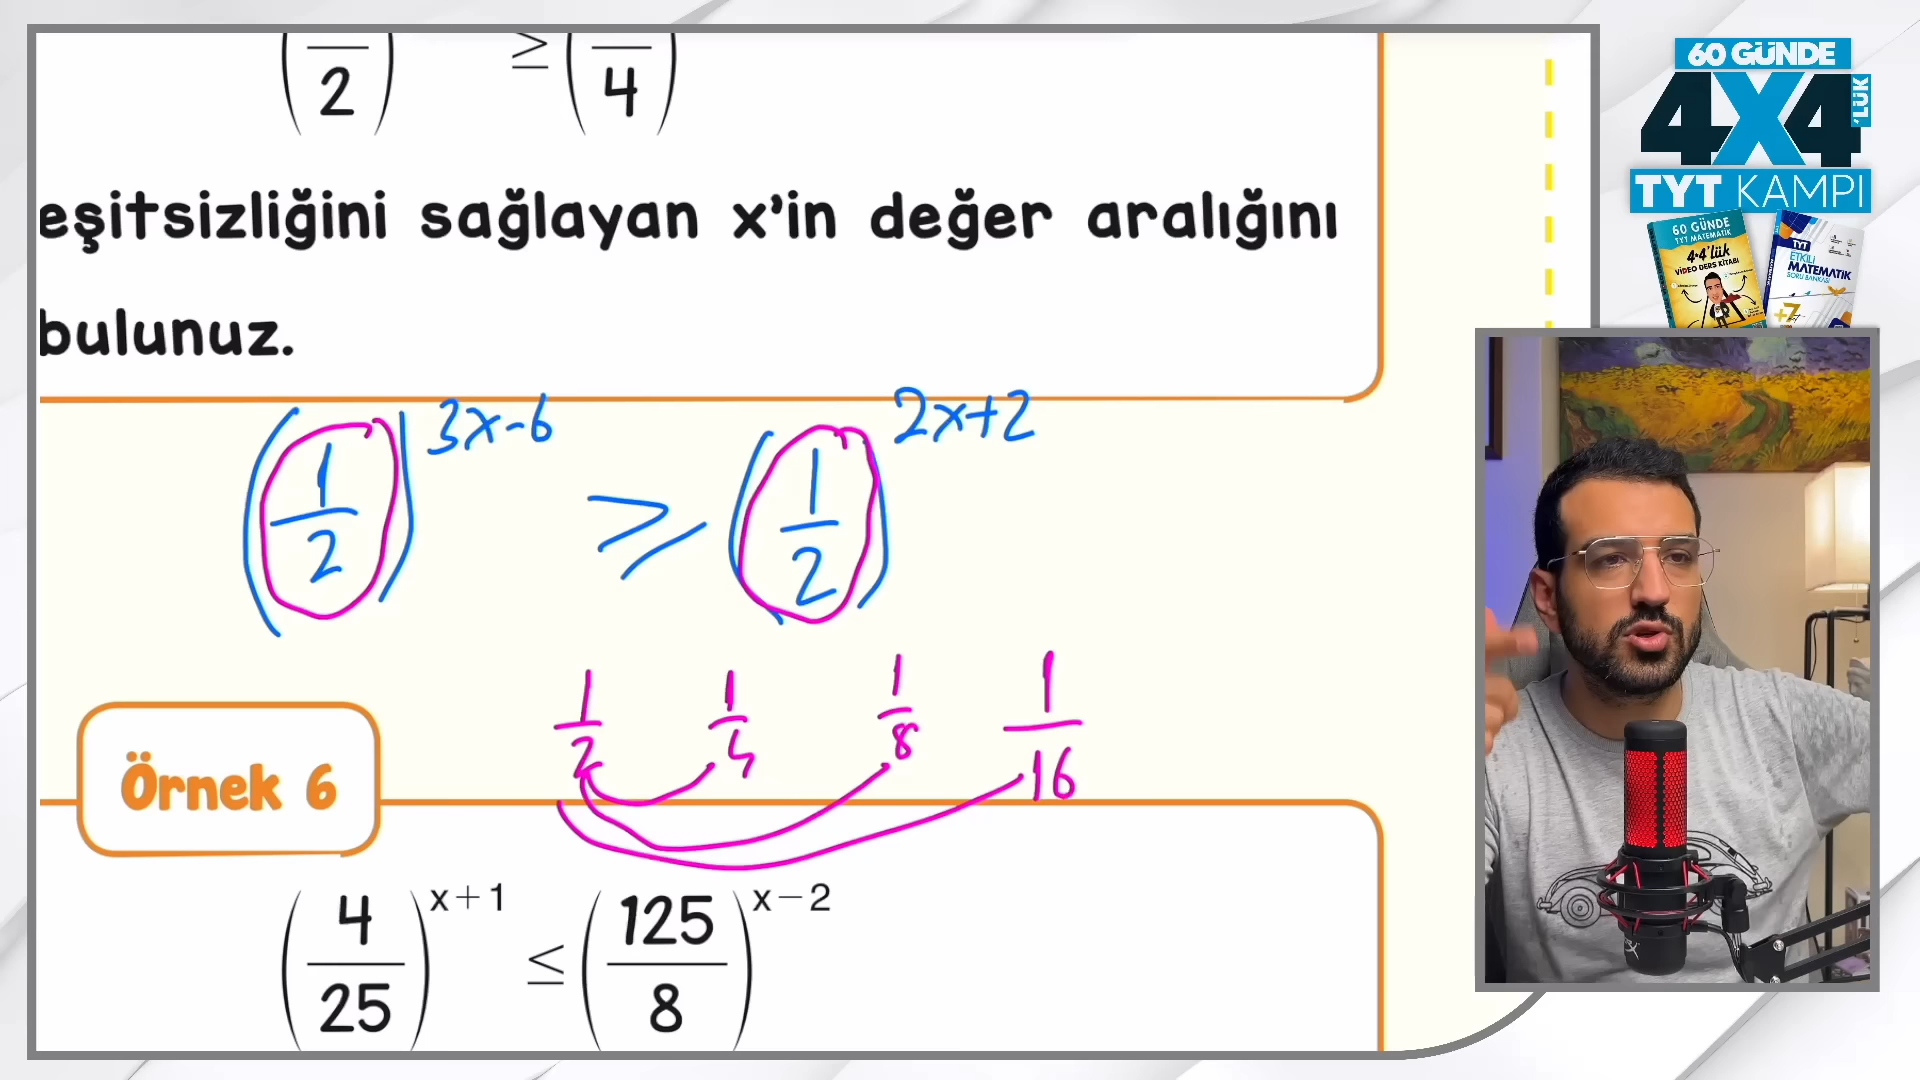 2 ≥ 4
eşitsizliğini sağlayan x'in değer aralığını
bulunuz.
(1/2)^3x-6 ≥ (1/2)^2x+2
1/2 1/4 1/8 1/16
Örnek 6
(4/25)^x+1 ≤ (125/8)^x-2
60 GÜNDE
4X4'LÜK
TYT KAMPI
60 GÜNDE
TYT MATEMATİK
4x4'lük
VİDEO DERS KİTABI
TYT
ETKİLİ
MATEMATİK
SORU BANKASI
+7